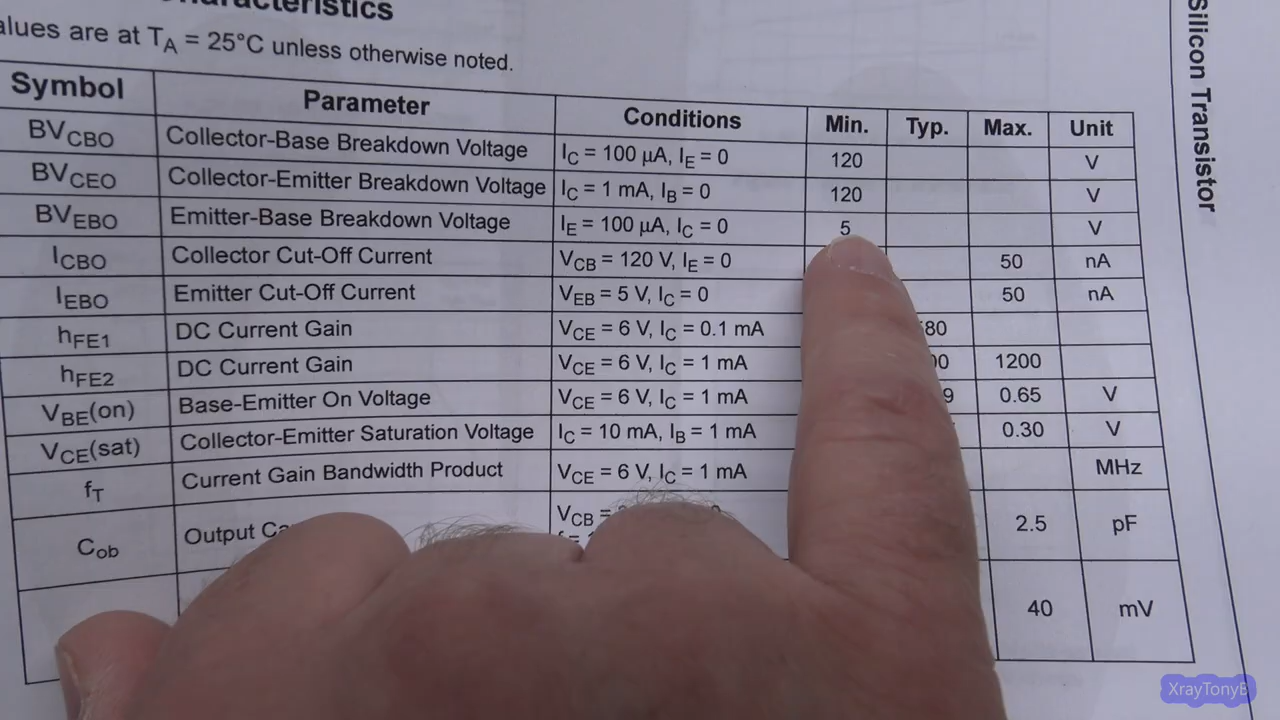 Characteristics
alues are at TA = 25°C unless otherwise noted.
Symbol Parameter Conditions Min. Typ. Max. Unit
BVCBO Collector-Base Breakdown Voltage IC = 100 μA, IE = 0 120 V
BVCEO Collector-Emitter Breakdown Voltage IC = 1 mA, IB = 0 120 V
BVEBO Emitter-Base Breakdown Voltage IE = 100 μA, IC = 0 5 V
ICBO Collector Cut-Off Current VCB = 120 V, IE = 0 50 nA
IEBO Emitter Cut-Off Current VEB = 5 V, IC = 0 50 nA
hFE1 DC Current Gain VCE = 6 V, IC = 0.1 mA 80
hFE2 DC Current Gain VCE = 6 V, IC = 1 mA 1200
VBE(on) Base-Emitter On Voltage VCE = 6 V, IC = 1 mA 0.65 V
VCE(sat) Collector-Emitter Saturation Voltage IC = 10 mA, IB = 1 mA 0.30 V
fT Current Gain Bandwidth Product VCE = 6 V, IC = 1 mA MHz
Cob Output VCB = 2.5 pF
40 mV
Silicon Transistor
XrayTonyB